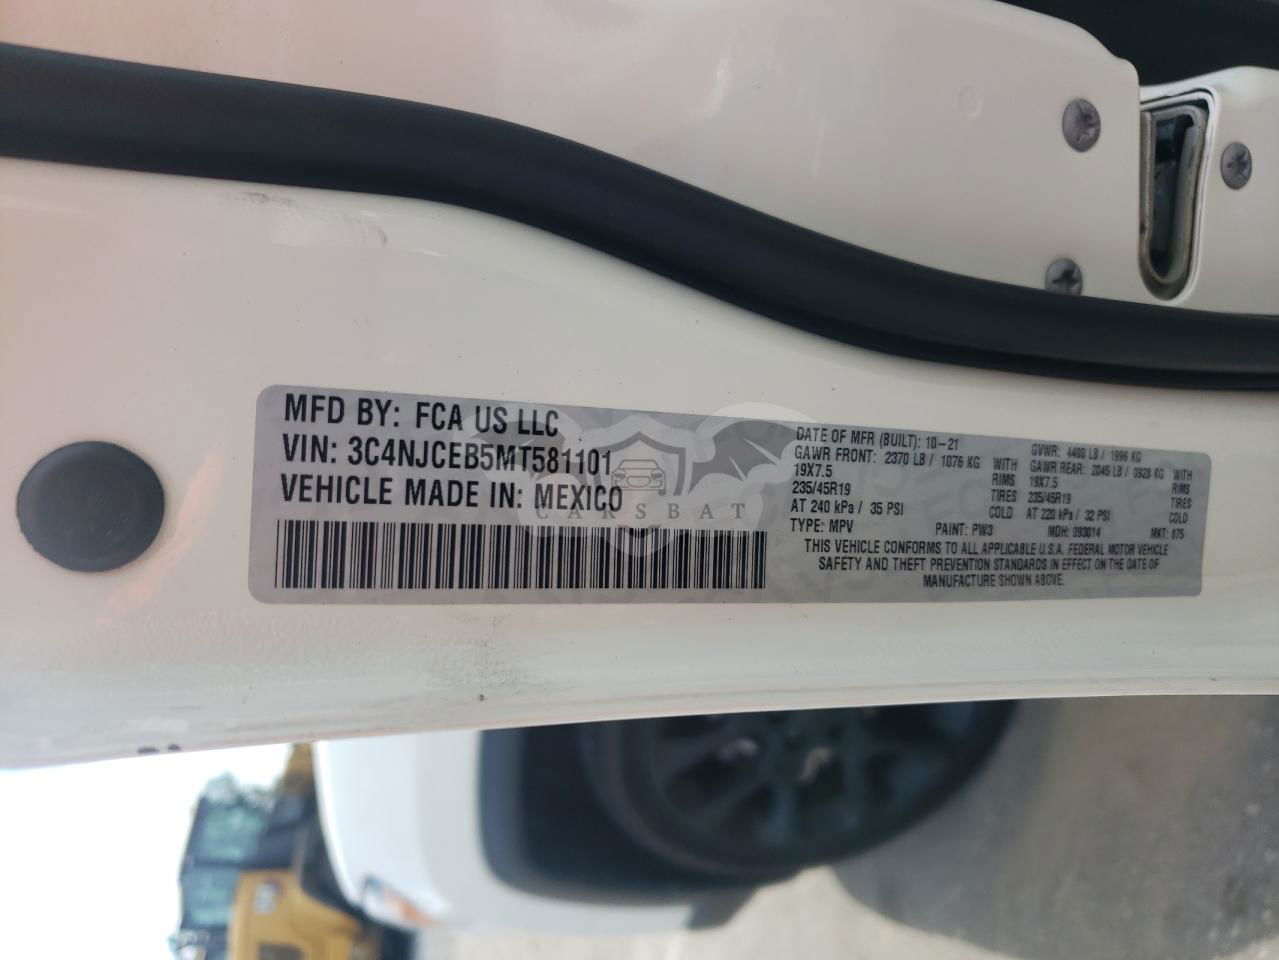 MFD BY: FCA US LLC
VIN: 3C4NJCEB5MT581101
VEHICLE MADE IN: MEXICO
CARSBAT
DATE OF MFR (BUILT): 10-21 GVWR: 4400 LB / 1996 KG
GAWR FRONT: 2370 LB / 1076 KG WITH GAWR REAR: 2045 LB / 0928 KG WITH
19X7.5 RIMS 19X7.5 RIMS
235/45R19 TIRES 235/45R19 TIRES
AT 240 kPa / 35 PSI COLD AT 220 kPa / 32 PSI COLD
TYPE: MPV PAINT: PW3 MDH: 093014 MKT: 875
THIS VEHICLE CONFORMS TO ALL APPLICABLE U.S.A. FEDERAL MOTOR VEHICLE
SAFETY AND THEFT PREVENTION STANDARDS IN EFFECT ON THE DATE OF
MANUFACTURE SHOWN ABOVE.